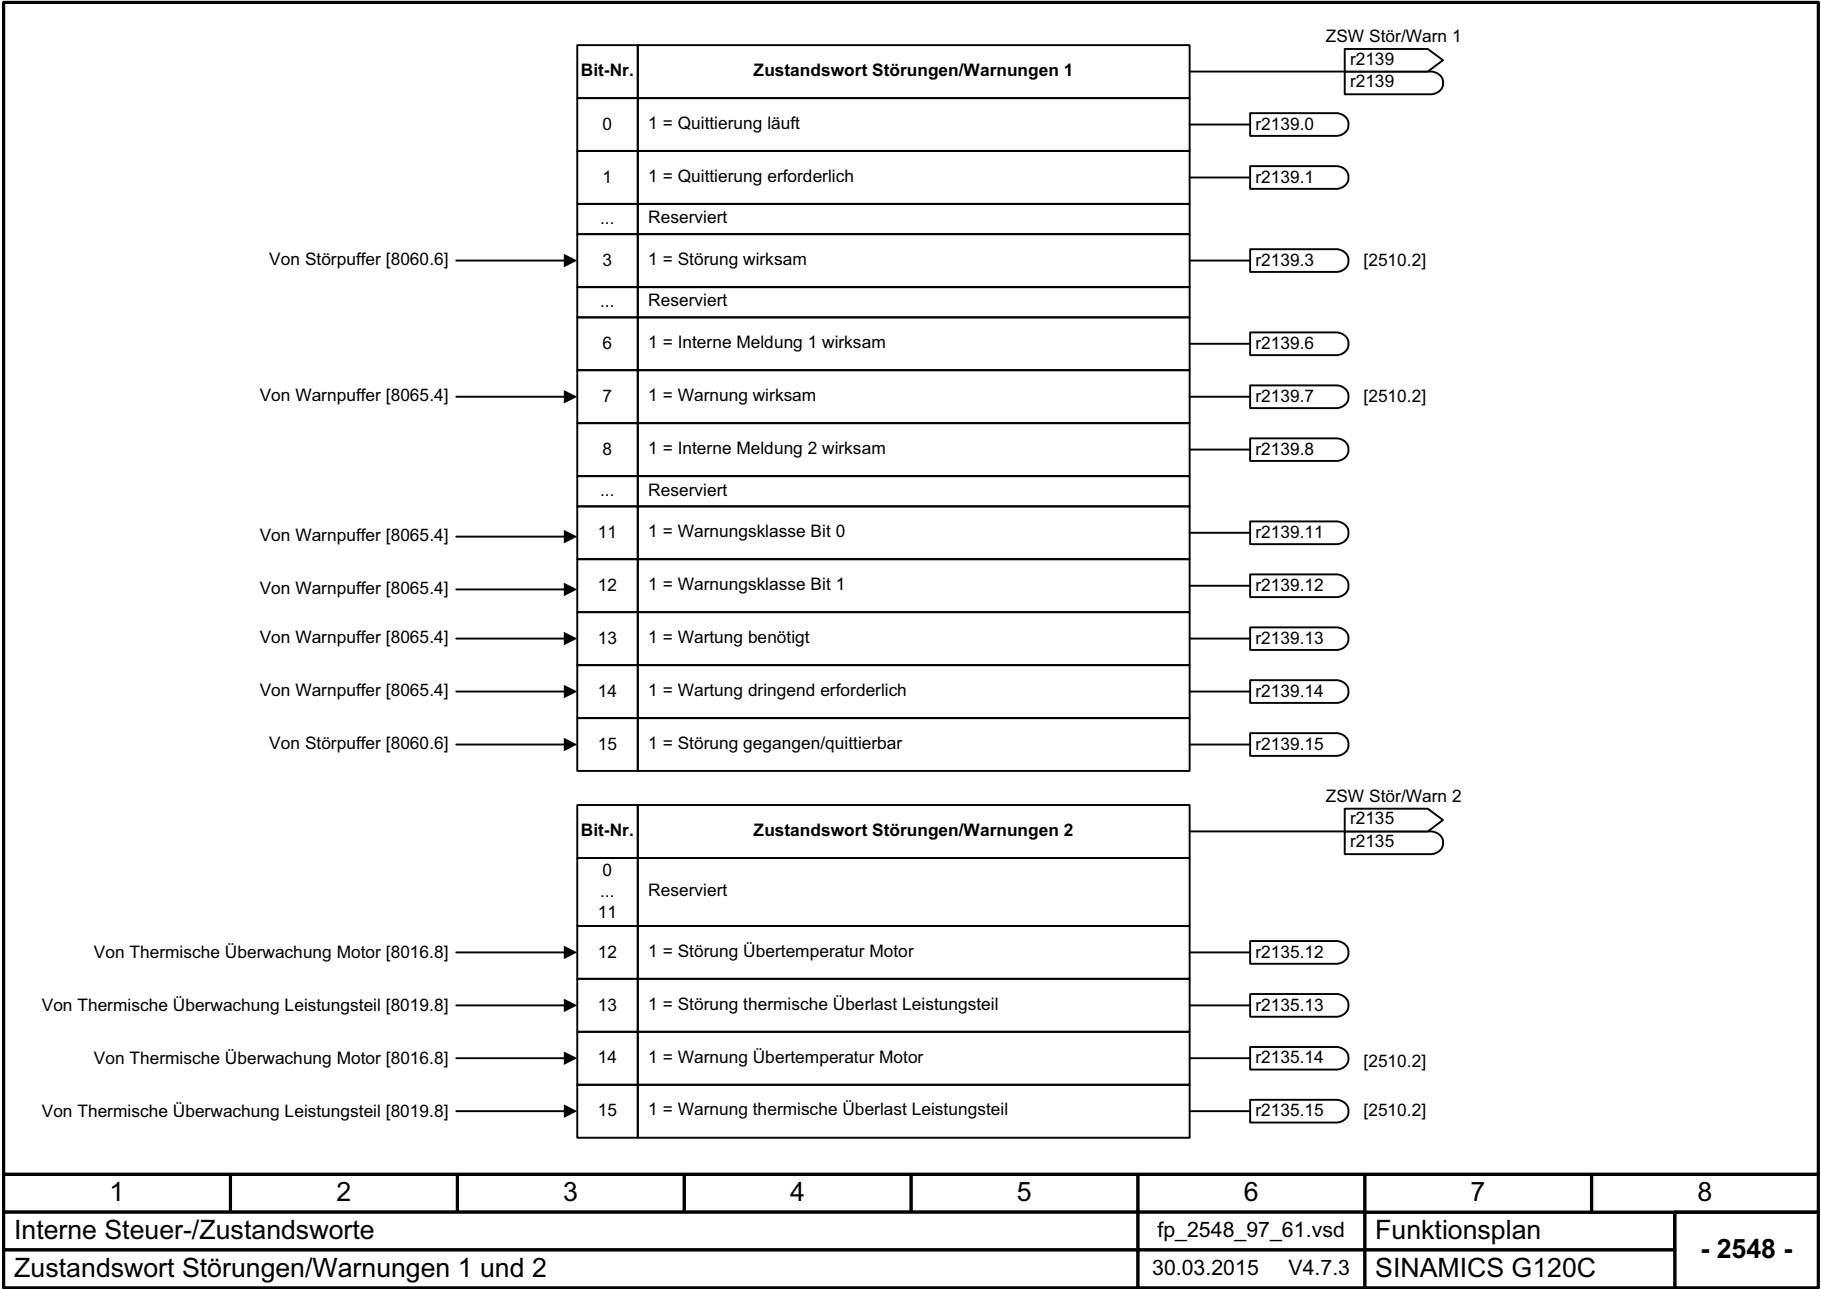 ZSW Stör/Warn 1
Bit-Nr. Zustandswort Störungen/Warnungen 1 r2139
r2139
0 1 = Quittierung läuft r2139.0
1 1 = Quittierung erforderlich r2139.1
... Reserviert
Von Störpuffer [8060.6] 3 1 = Störung wirksam r2139.3 [2510.2]
... Reserviert
6 1 = Interne Meldung 1 wirksam r2139.6
Von Warnpuffer [8065.4] 7 1 = Warnung wirksam r2139.7 [2510.2]
8 1 = Interne Meldung 2 wirksam r2139.8
... Reserviert
Von Warnpuffer [8065.4] 11 1 = Warnungsklasse Bit 0 r2139.11
Von Warnpuffer [8065.4] 12 1 = Warnungsklasse Bit 1 r2139.12
Von Warnpuffer [8065.4] 13 1 = Wartung benötigt r2139.13
Von Warnpuffer [8065.4] 14 1 = Wartung dringend erforderlich r2139.14
Von Störpuffer [8060.6] 15 1 = Störung gegangen/quittierbar r2139.15
ZSW Stör/Warn 2
Bit-Nr. Zustandswort Störungen/Warnungen 2 r2135
r2135
0
... Reserviert
11
Von Thermische Überwachung Motor [8016.8] 12 1 = Störung Übertemperatur Motor r2135.12
Von Thermische Überwachung Leistungsteil [8019.8] 13 1 = Störung thermische Überlast Leistungsteil r2135.13
Von Thermische Überwachung Motor [8016.8] 14 1 = Warnung Übertemperatur Motor r2135.14 [2510.2]
Von Thermische Überwachung Leistungsteil [8019.8] 15 1 = Warnung thermische Überlast Leistungsteil r2135.15 [2510.2]
1 2 3 4 5 6 7 8
Interne Steuer-/Zustandsworte fp_2548_97_61.vsd Funktionsplan - 2548 -
Zustandswort Störungen/Warnungen 1 und 2 30.03.2015 V4.7.3 SINAMICS G120C